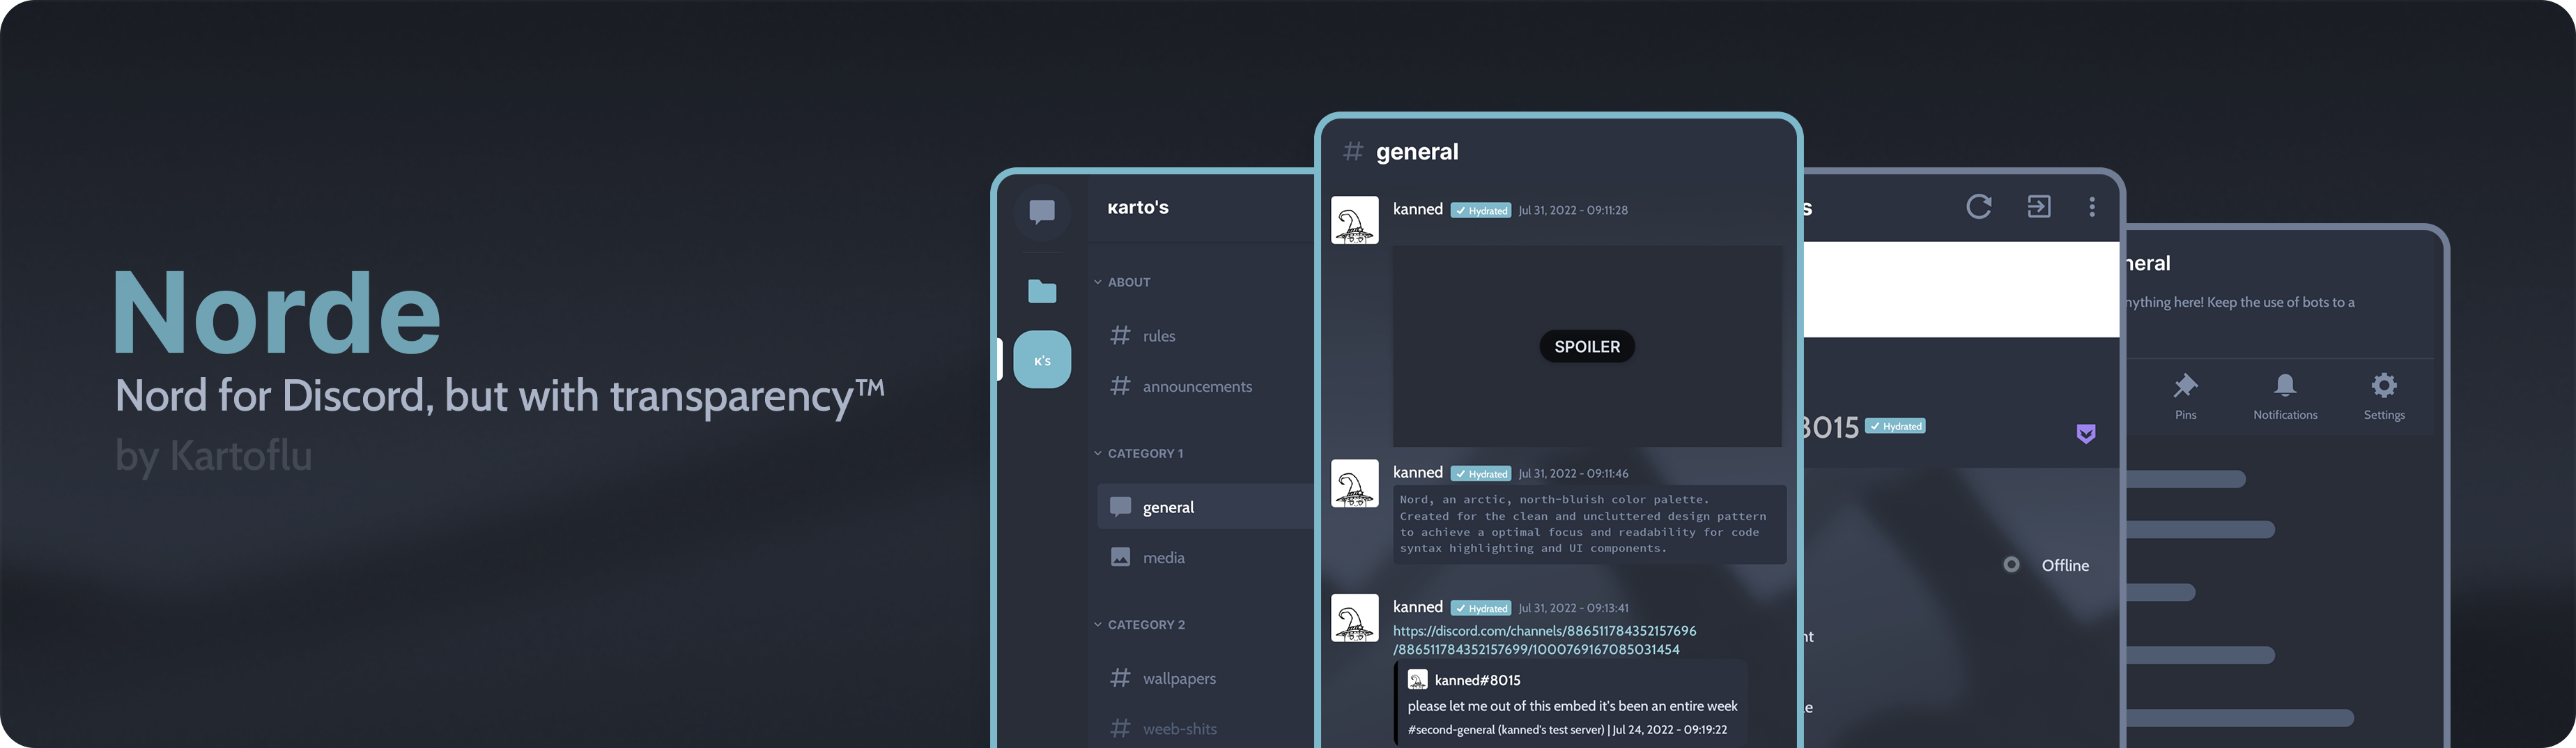 Norde
Nord for Discord, but with transparency™
by Kartoflu
ĸarto's
ĸ's
ABOUT
rules
announcements
CATEGORY 1
general
media
CATEGORY 2
wallpapers
weeb-shits
# general
kanned ✓ Hydrated Jul 31, 2022 - 09:11:28
SPOILER
kanned ✓ Hydrated Jul 31, 2022 - 09:11:46
Nord, an arctic, north-bluish color palette.
Created for the clean and uncluttered design pattern
to achieve a optimal focus and readability for code
syntax highlighting and UI components.
kanned ✓ Hydrated Jul 31, 2022 - 09:13:41
https://discord.com/channels/886511784352157696
/886511784352157699/1000769167085031454
kanned#8015
please let me out of this embed it's been an entire week
#second-general (kanned's test server) | Jul 24, 2022 - 09:19:22
s
8015 ✓ Hydrated
Offline
nt
e
neral
nything here! Keep the use of bots to a
Pins
Notifications
Settings